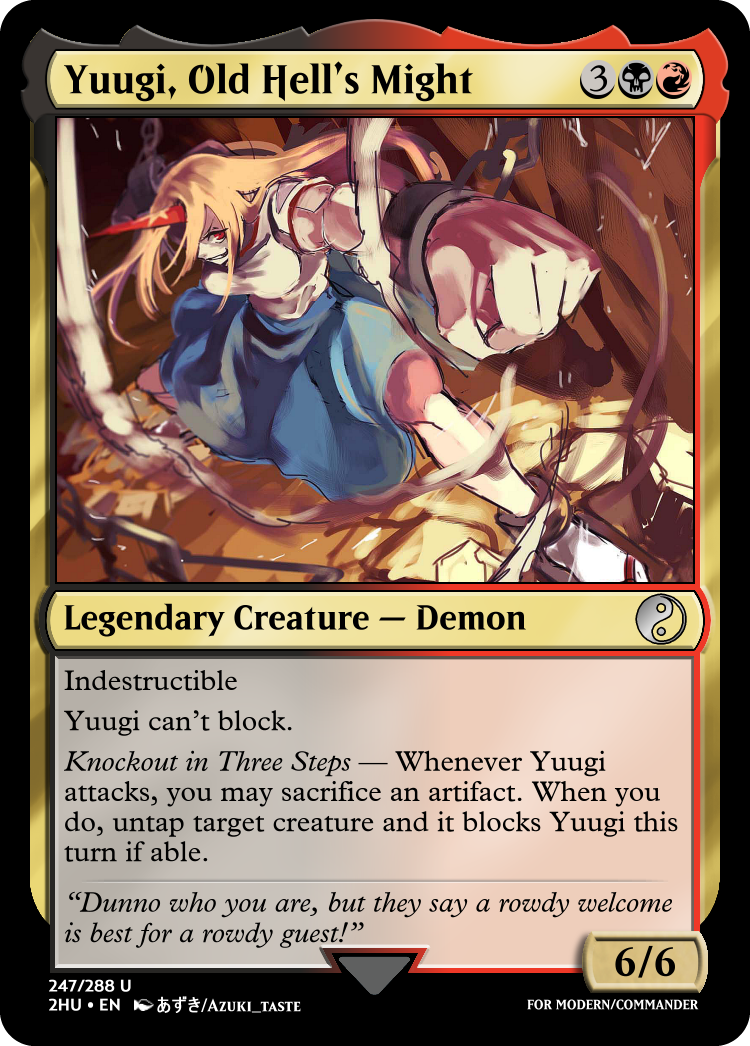 Yuugi, Old Hell's Might 3
Legendary Creature — Demon
Indestructible
Yuugi can't block.
Knockout in Three Steps — Whenever Yuugi
attacks, you may sacrifice an artifact. When you
do, untap target creature and it blocks Yuugi this
turn if able.
“Dunno who you are, but they say a rowdy welcome
is best for a rowdy guest!”
6/6
247/288 U
2HU • EN あずき/Azuki_taste
FOR MODERN/COMMANDER